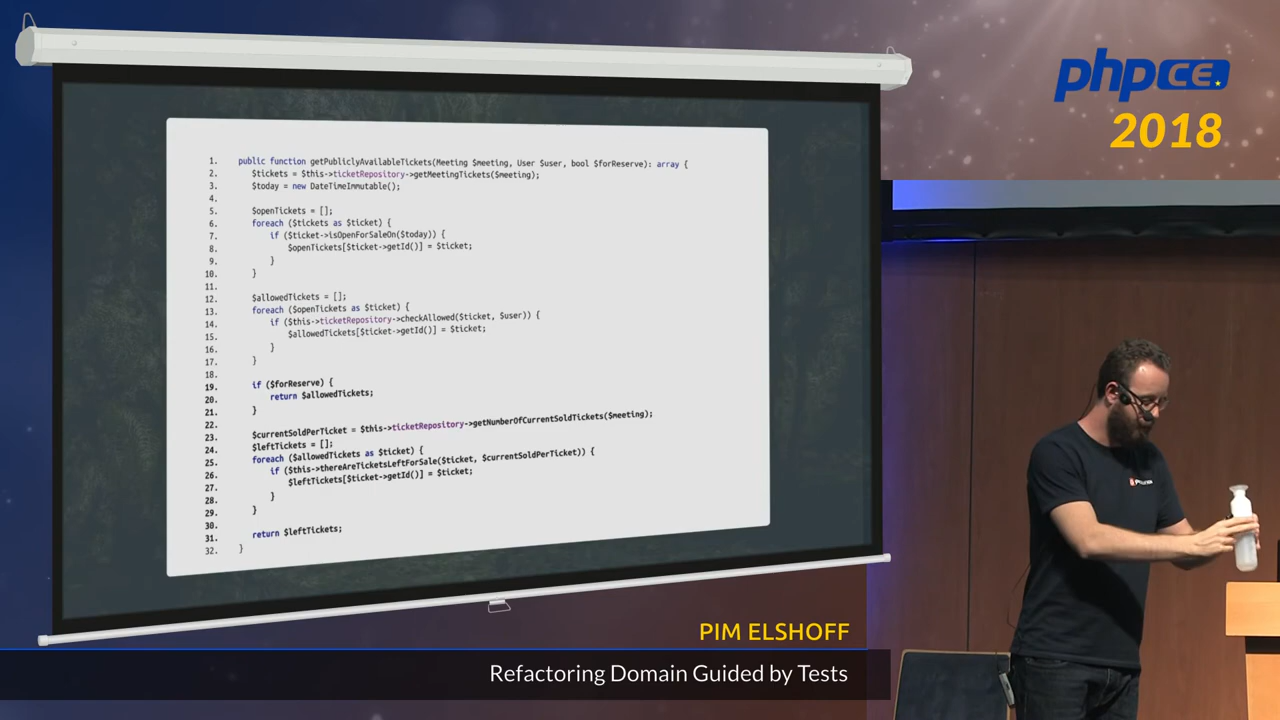 1. public function getPubliclyAvailableTickets(Meeting $meeting, User $user, bool $forReserve): array {
2. $tickets = $this->ticketRepository->getMeetingTickets($meeting);
3. $today = new DateTimeImmutable();
4.
5. $openTickets = [];
6. foreach ($tickets as $ticket) {
7. if ($ticket->isOpenForSaleOn($today)) {
8. $openTickets[$ticket->getId()] = $ticket;
9. }
10. }
11.
12. $allowedTickets = [];
13. foreach ($openTickets as $ticket) {
14. if ($this->ticketRepository->checkAllowed($ticket, $user)) {
15. $allowedTickets[$ticket->getId()] = $ticket;
16. }
17. }
18.
19. if ($forReserve) {
20. return $allowedTickets;
21. }
22.
23. $currentSoldPerTicket = $this->ticketRepository->getNumberOfCurrentSoldTickets($meeting);
24. $leftTickets = [];
25. foreach ($allowedTickets as $ticket) {
26. if ($this->thereAreTicketsLeftForSale($ticket, $currentSoldPerTicket)) {
27. $leftTickets[$ticket->getId()] = $ticket;
28. }
29. }
30.
31. return $leftTickets;
32. }
phpCE
2018
PIM ELSHOFF
Refactoring Domain Guided by Tests